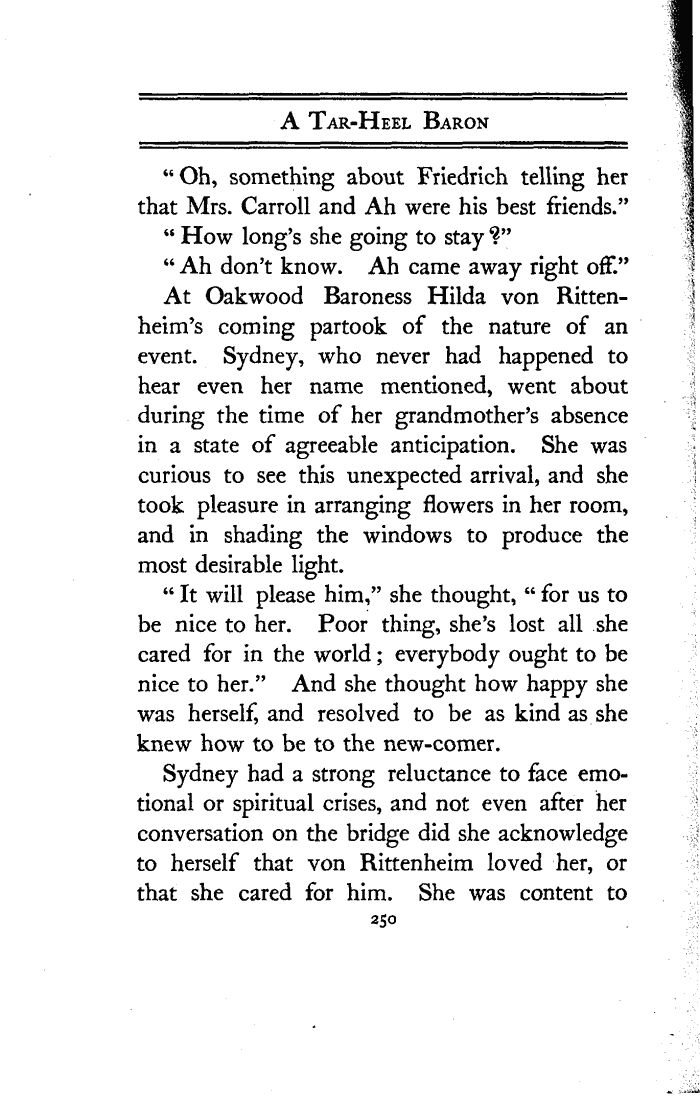 A Tar-Heel Baron
“Oh, something about Friedrich telling her
that Mrs. Carroll and Ah were his best friends.”
“How long's she going to stay?”
“Ah don't know. Ah came away right off.”
At Oakwood Baroness Hilda von Ritten-
heim's coming partook of the nature of an
event. Sydney, who never had happened to
hear even her name mentioned, went about
during the time of her grandmother's absence
in a state of agreeable anticipation. She was
curious to see this unexpected arrival, and she
took pleasure in arranging flowers in her room,
and in shading the windows to produce the
most desirable light.
“It will please him,” she thought, “for us to
be nice to her. Poor thing, she's lost all she
cared for in the world; everybody ought to be
nice to her.” And she thought how happy she
was herself, and resolved to be as kind as she
knew how to be to the new-comer.
Sydney had a strong reluctance to face emo-
tional or spiritual crises, and not even after her
conversation on the bridge did she acknowledge
to herself that von Rittenheim loved her, or
that she cared for him. She was content to
250